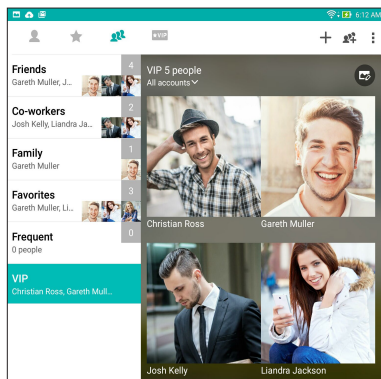 6:12 AM
VIP
Friends
4
Gareth Muller, J...
Co-workers
2
Josh Kelly, Liandra Ja...
Family
1
Gareth Muller
Favorites
3
Gareth Muller, Li...
Frequent
0
0 people
VIP
Christian Ross, Gareth Mull...
VIP 5 people
All accounts
Christian Ross
Gareth Muller
Josh Kelly
Liandra Jackson